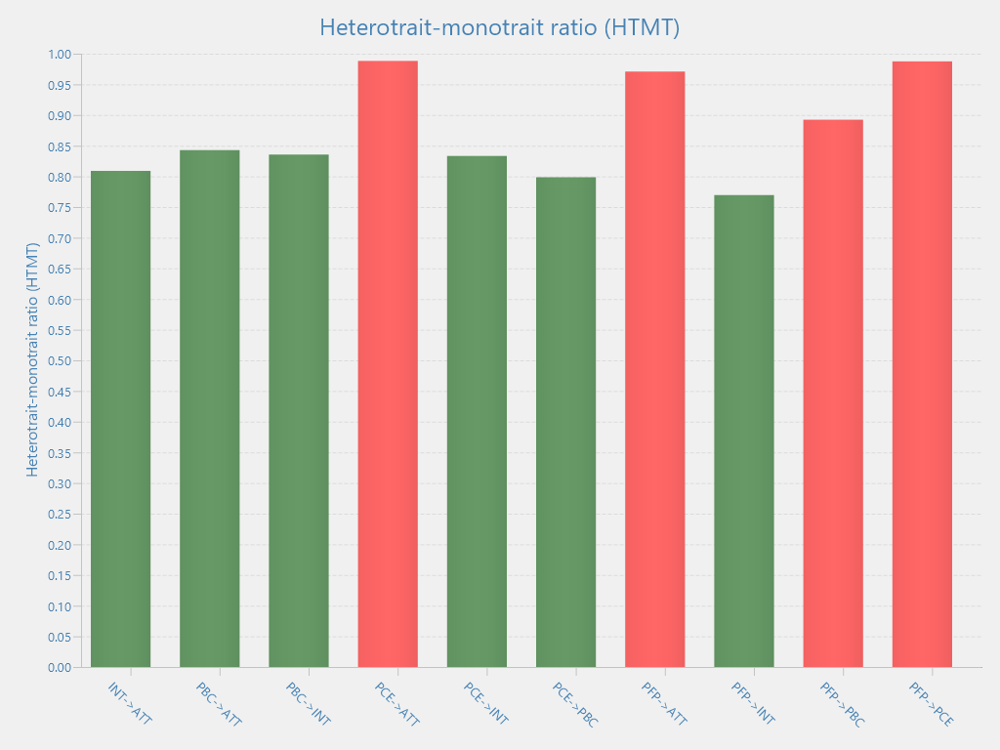 Heterotrait-monotrait ratio (HTMT)
Heterotrait-monotrait ratio (HTMT)
1.00
0.95
0.90
0.85
0.80
0.75
0.70
0.65
0.60
0.55
0.50
0.45
0.40
0.35
0.30
0.25
0.20
0.15
0.10
0.05
0.00
INT->ATT
PBC->ATT
PBC->INT
PCE->ATT
PCE->INT
PCE->PBC
PFP->ATT
PFP->INT
PFP->PBC
PFP->PCE